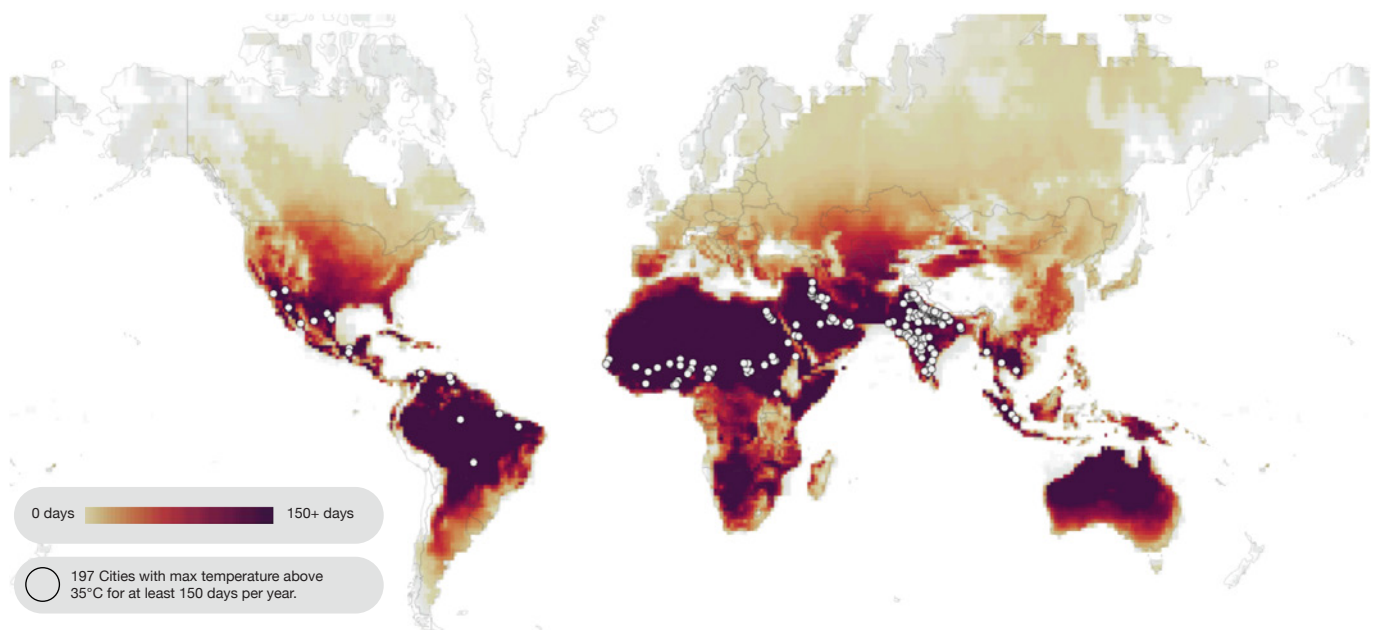 0 days 150+ days
197 Cities with max temperature above
35°C for at least 150 days per year.